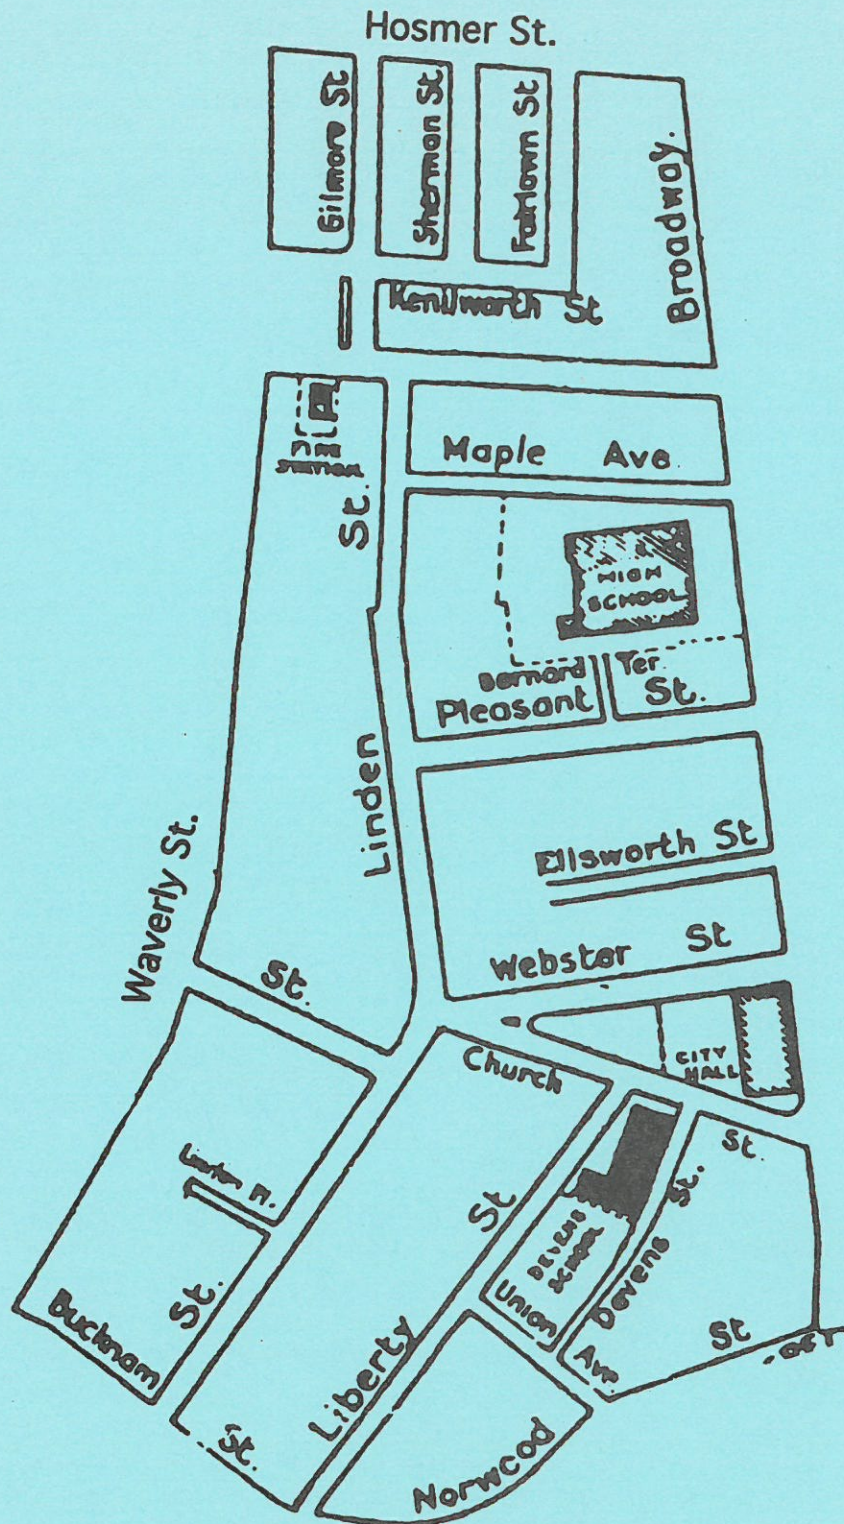 Hosmer St.
Gilmore St
Sherman St
Fairlawn St
Broadway.
Kenilworth St
FIRE
STATION
Maple Ave.
St.
HIGH
SCHOOL
Bernard Ter.
Pleasant St.
Linden
Waverly St.
Ellsworth St
Webster St
St.
Church
CITY
HALL
St.
St.
St
DEVENS
SCHOOL
Union
Devens
St
Ave.
Pl.
St.
Bucknam
Liberty
St.
Norwood